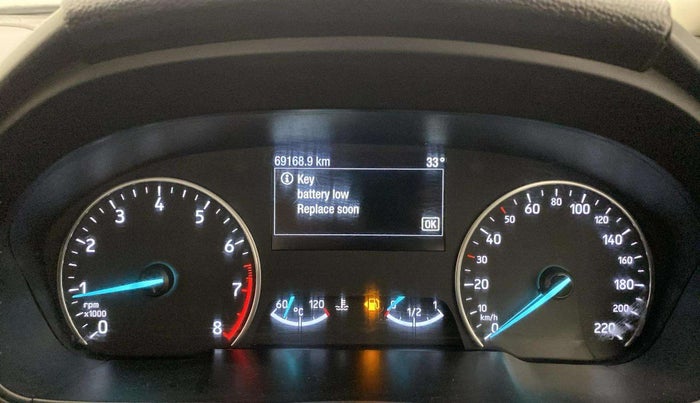 69168.9 km 33°
Key
battery low
Replace soon
OK
0 1 2 3 4 5 6 7 8
rpm
x1000
60 120
°C
0 1/2
0 10 20 30 40 50 60 80 100 120 140 160 180 200 220
km/h